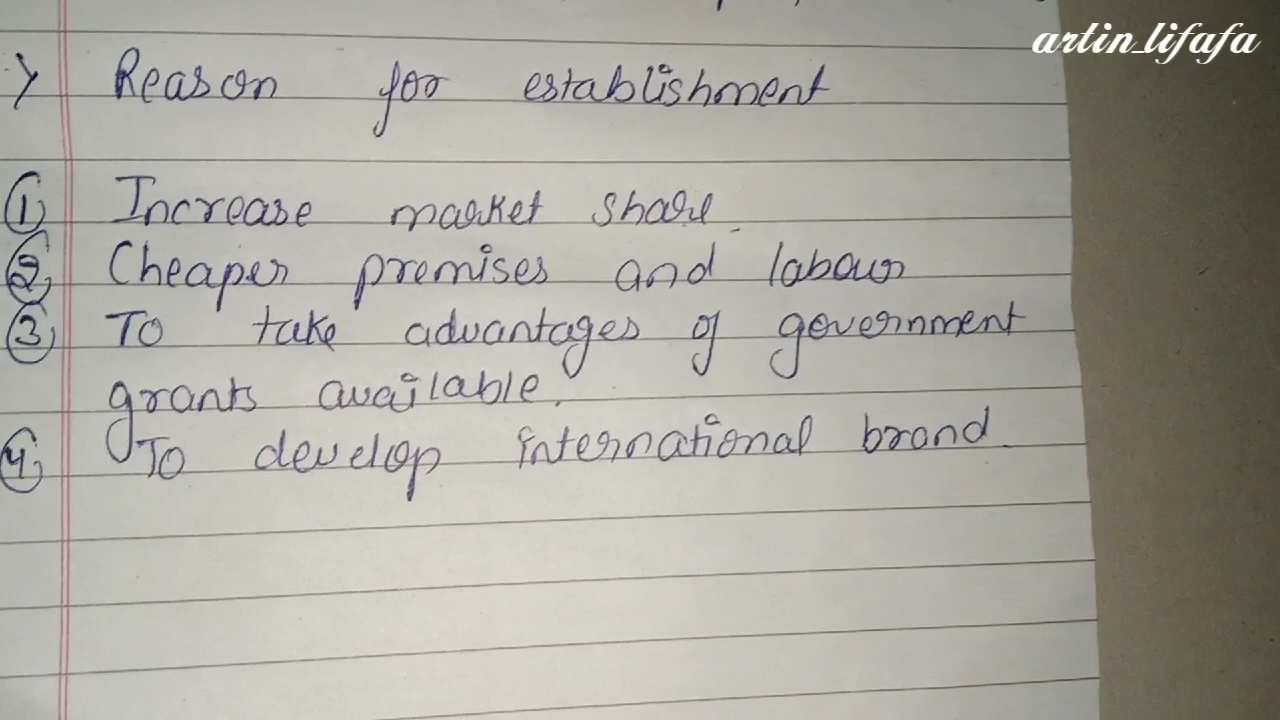 artin_lifafa
> Reason for establishment
① Increase market share.
② Cheaper premises and labour
③ To take advantages of government
grants available.
④ To develop international brand.